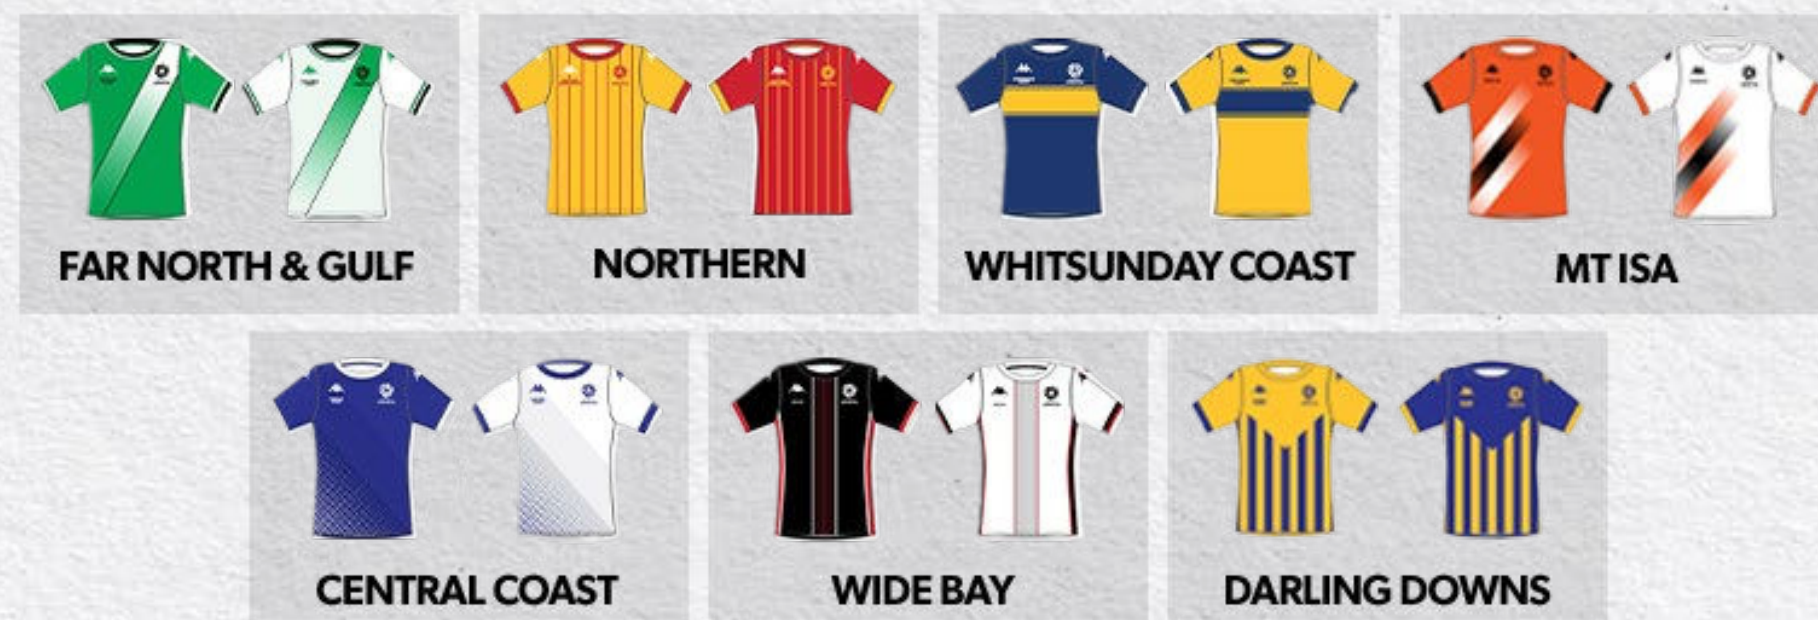 FAR NORTH & GULF
NORTHERN
WHITSUNDAY COAST
MT ISA
CENTRAL COAST
WIDE BAY
DARLING DOWNS